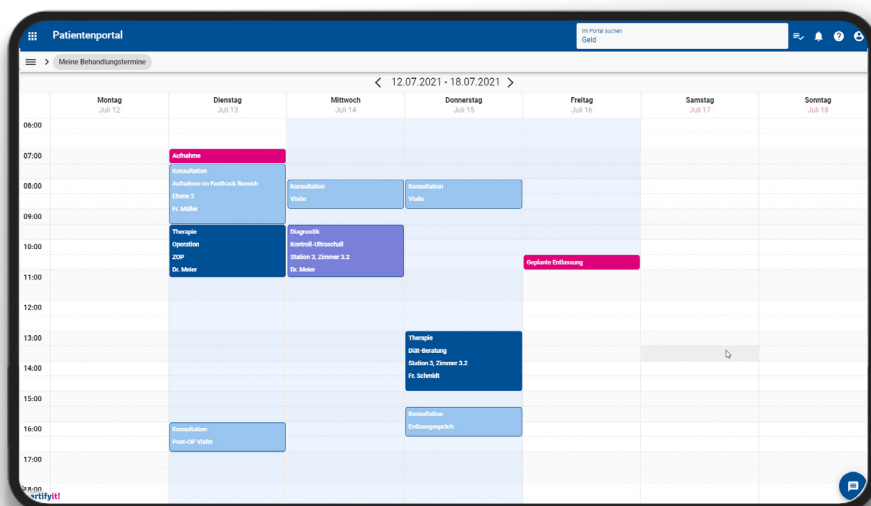 Patientenportal
Im Portal suchen
Geld
Meine Behandlungstermine
12.07.2021 - 18.07.2021
Montag
Juli 12
Dienstag
Juli 13
Mittwoch
Juli 14
Donnerstag
Juli 15
Freitag
Juli 16
Samstag
Juli 17
Sonntag
Juli 18
06:00
07:00
Aufnahme
Konsultation
Aufnahme im Fasttrack Bereich
Ebene 2
Fr. Müller
08:00
Konsultation
Visite
Konsultation
Visite
09:00
Therapie
Operation
ZOP
Dr. Meier
Diagnostik
Kontroll-Ultraschall
Station 3, Zimmer 3.2
Dr. Meier
10:00
Geplante Entlassung
11:00
12:00
13:00
Therapie
Diät-Beratung
Station 3, Zimmer 3.2
Fr. Schmidt
14:00
15:00
Konsultation
Entlassgespräch
16:00
Konsultation
Post-OP Visite
17:00
18:00